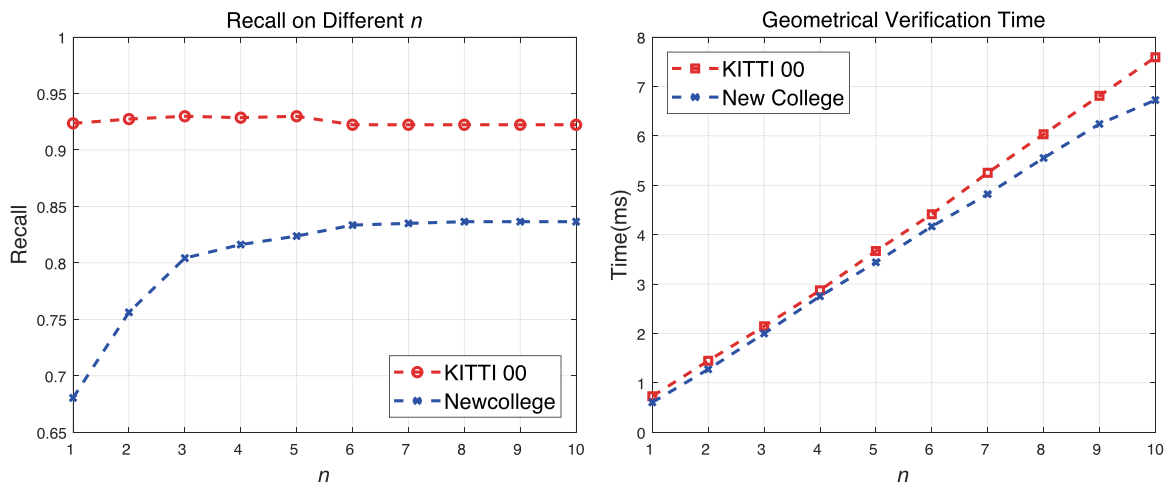 Recall on Different n
1
0.95
0.9
0.85
0.8
0.75
0.7
0.65
Recall
KITTI 00
Newcollege
1 2 3 4 5 6 7 8 9 10
n
Geometrical Verification Time
8
7
6
5
4
3
2
1
0
Time(ms)
KITTI 00
New College
1 2 3 4 5 6 7 8 9 10
n